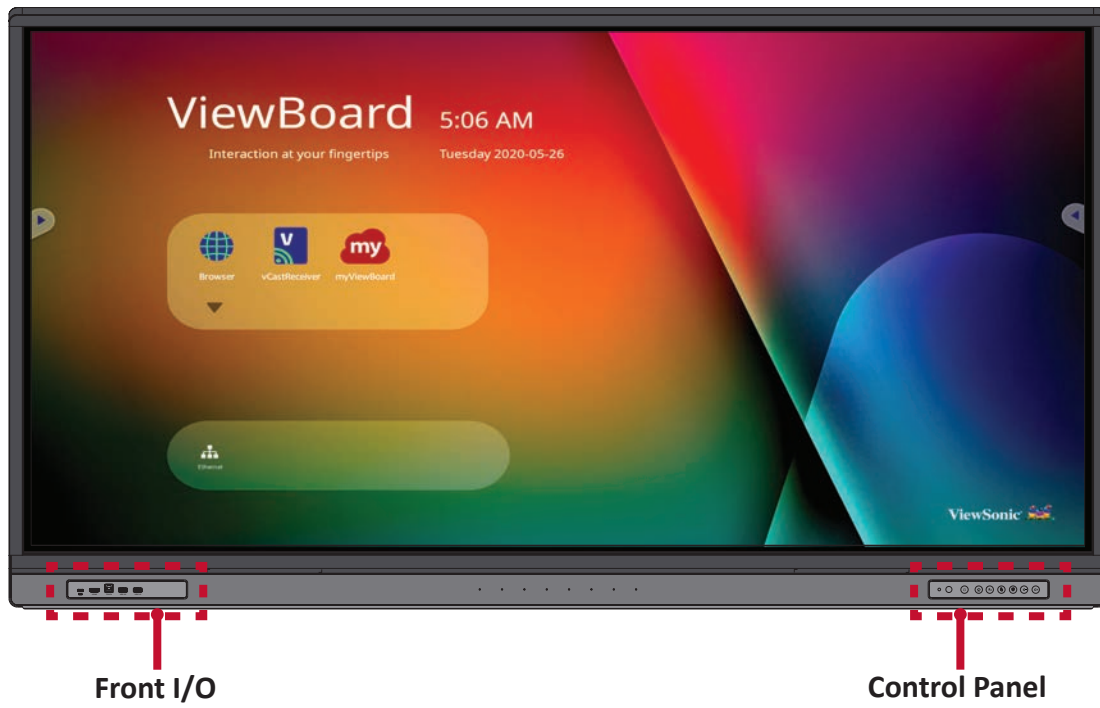 ViewBoard
5:06 AM
Interaction at your fingertips
Tuesday 2020-05-26
Browser
vCastReceiver
myViewBoard
V
my
Ethernet
ViewSonic
Front I/O
Control Panel